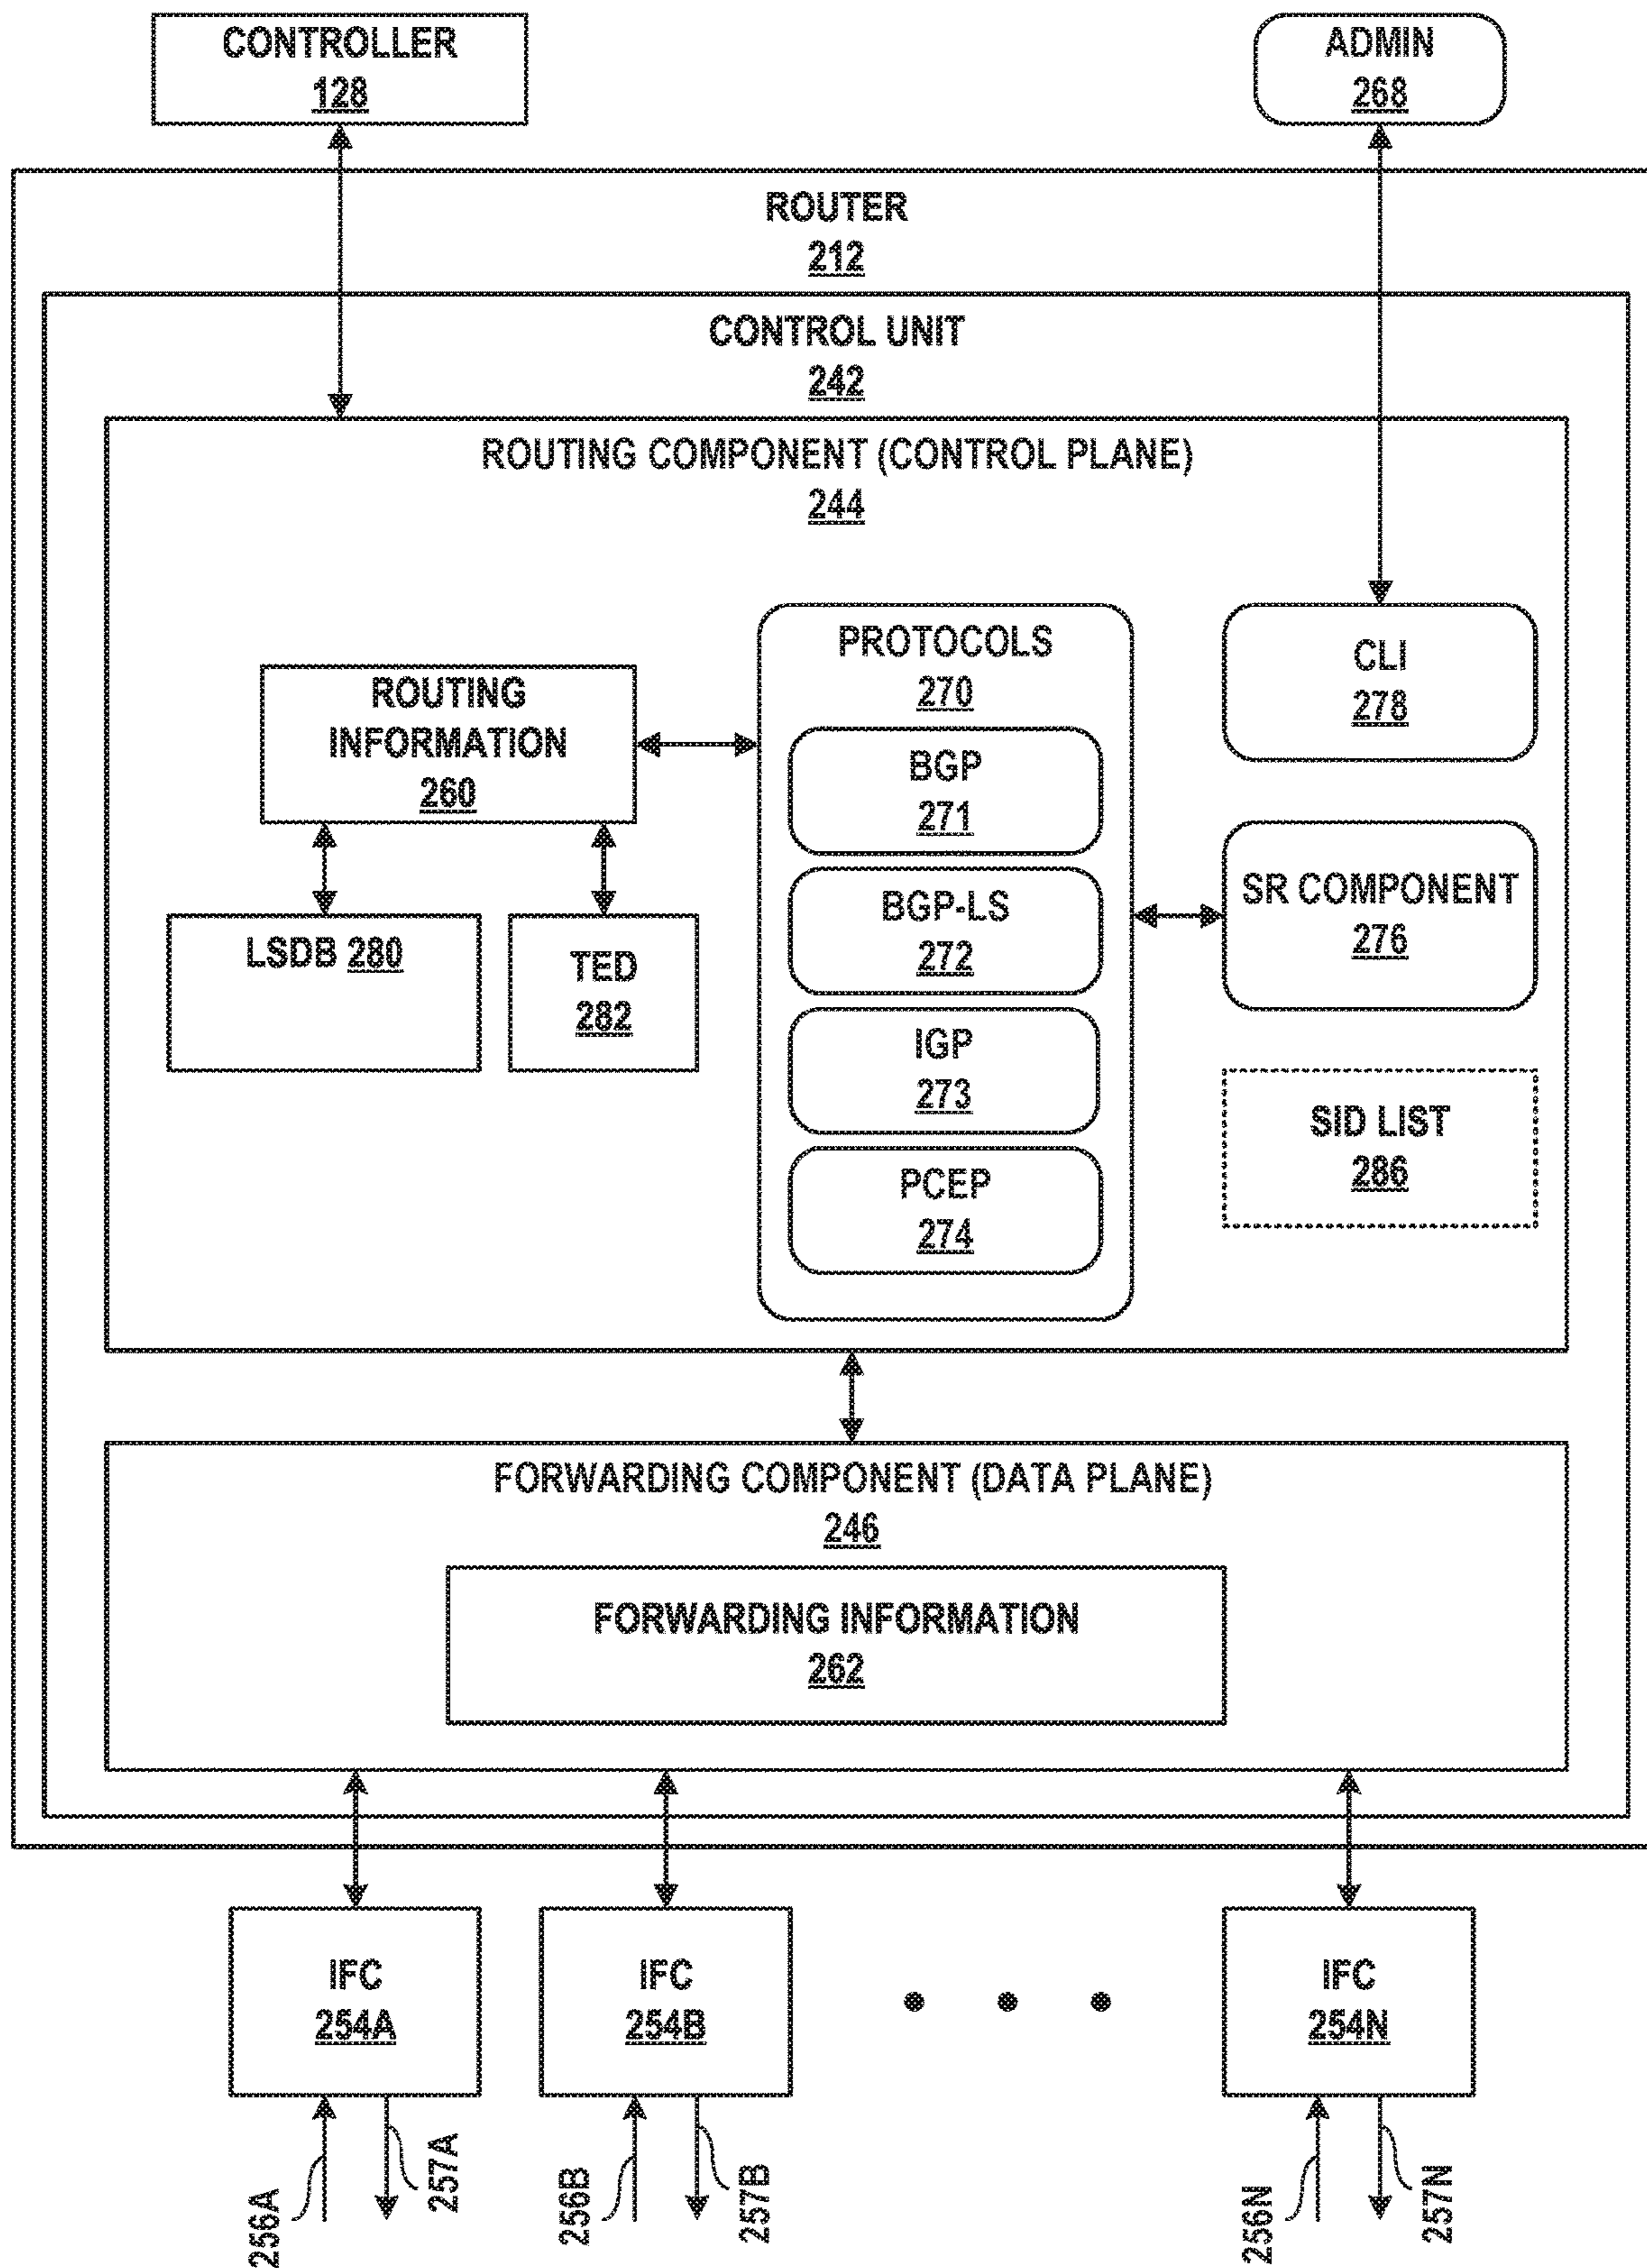 CONTROLLER
128
ADMIN
268
ROUTER
212
CONTROL UNIT
242
ROUTING COMPONENT (CONTROL PLANE)
244
ROUTING
INFORMATION
260
LSDB 280
TED
282
PROTOCOLS
270
BGP
271
BGP-LS
272
IGP
273
PCEP
274
CLI
278
SR COMPONENT
276
SID LIST
286
FORWARDING COMPONENT (DATA PLANE)
246
FORWARDING INFORMATION
262
IFC
254A
IFC
254B
IFC
254N
256A
257A
256B
257B
256N
257N